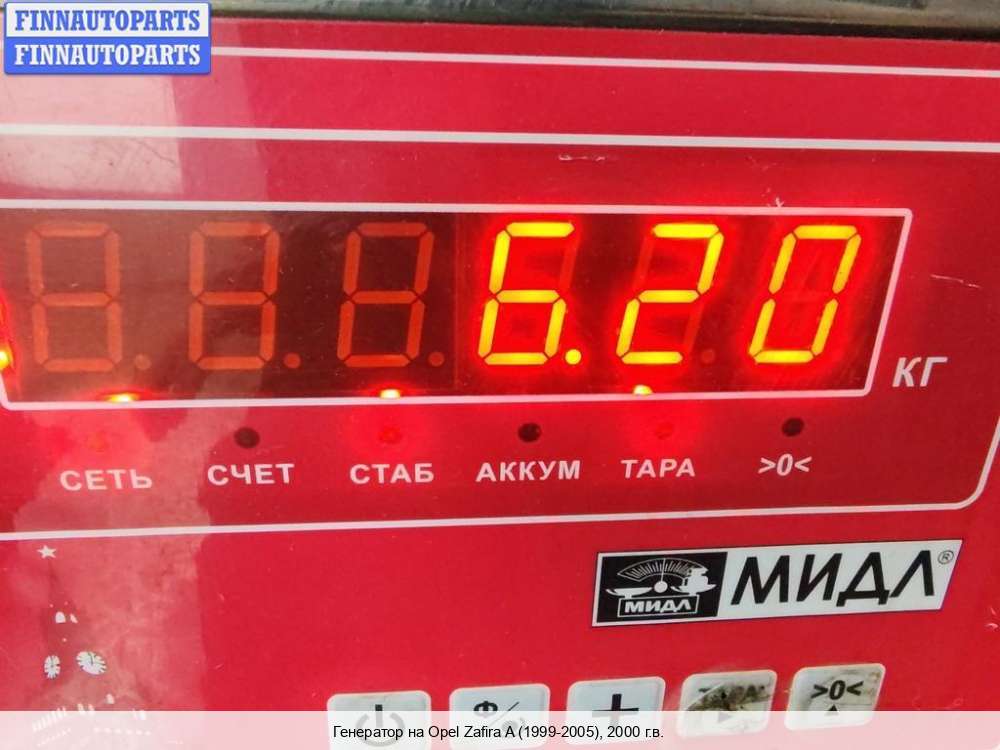 FINNAUTOPARTS
FINNAUTOPARTS
6.20
КГ
СЕТЬ СЧЕТ СТАБ АККУМ ТАРА >0<
МИДЛ МИДЛ®
ТАРА >0<
Генератор на Opel Zafira A (1999-2005), 2000 г.в.